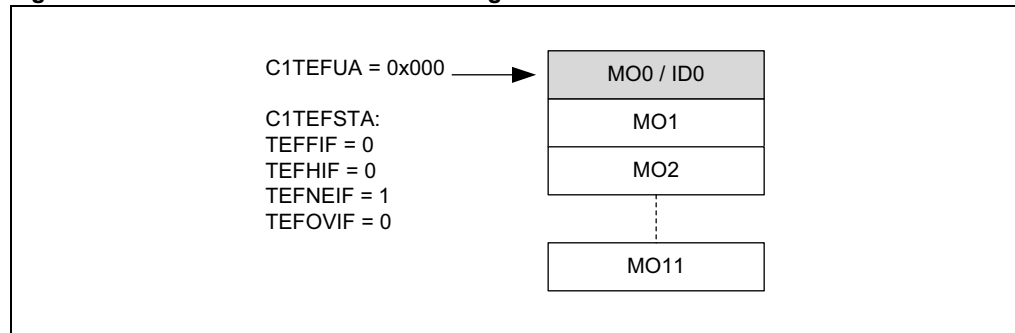 C1TEFUA = 0x000
MO0 / ID0
C1TEFSTA:
TEFFIF = 0
TEFHIF = 0
TEFNEIF = 1
TEFOVIF = 0
MO1
MO2
MO11